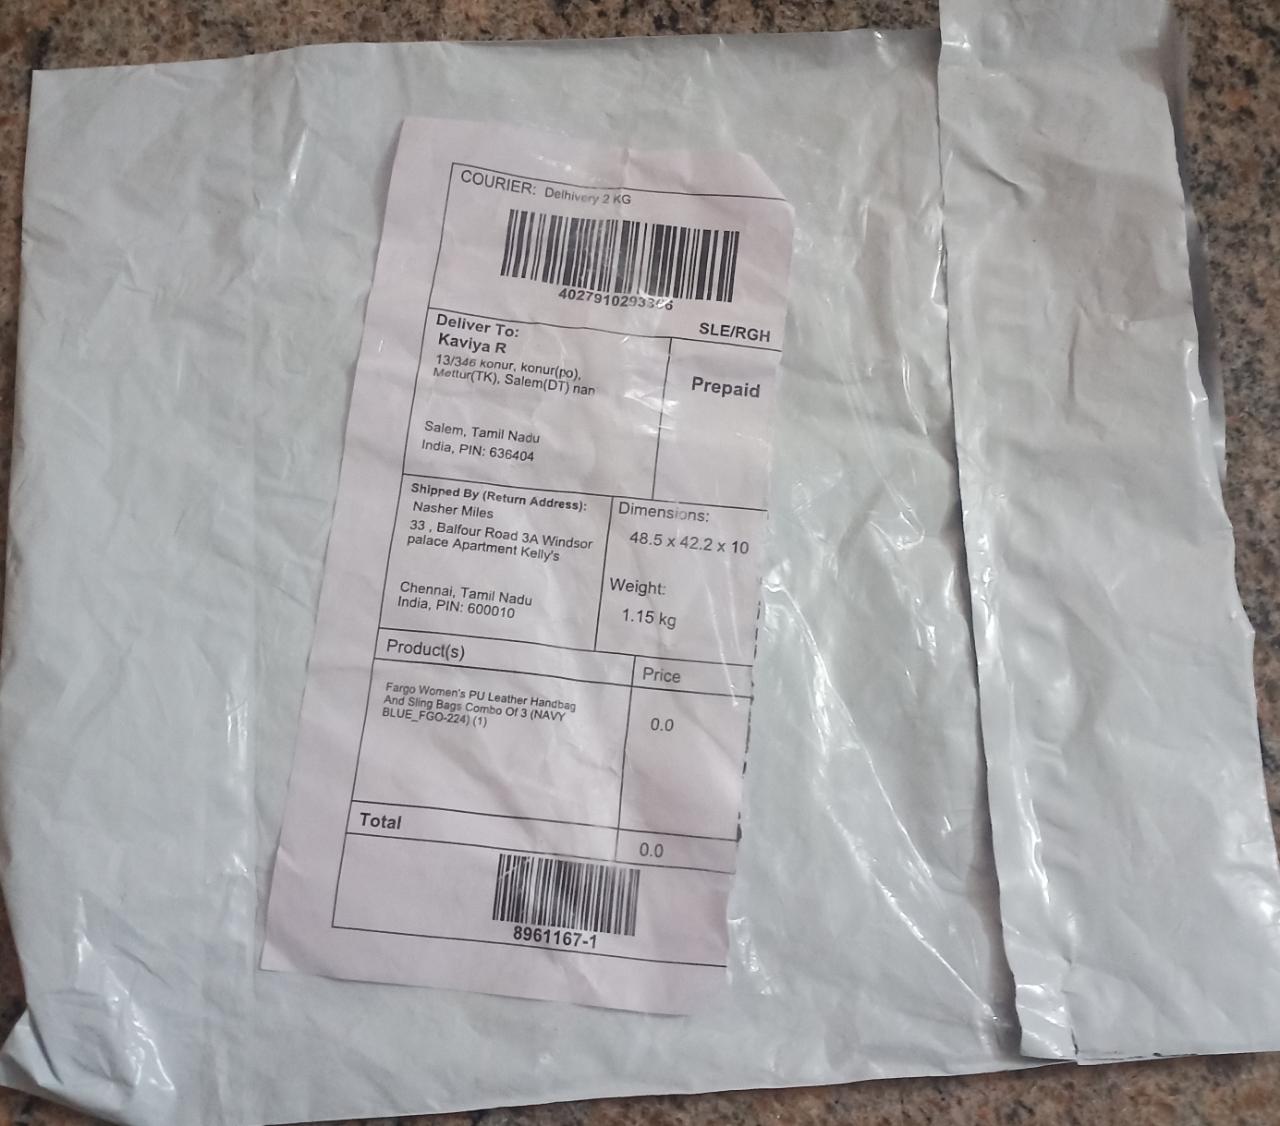 COURIER: Delhivery 2 KG
4027910293366
SLE/RGH
Deliver To:
Kaviya R
13/346 konur, konur(po),
Mettur(TK), Salem(DT) nan
Salem, Tamil Nadu
India, PIN: 636404
Prepaid
Shipped By (Return Address):
Nasher Miles
33 , Balfour Road 3A Windsor
palace Apartment Kelly's
Chennai, Tamil Nadu
India, PIN: 600010
Dimensions:
48.5 x 42.2 x 10
Weight:
1.15 kg
Product(s)
Price
Fargo Women's PU Leather Handbag
And Sling Bags Combo Of 3 (NAVY
BLUE_FGO-224) (1)
0.0
Total
0.0
8961167-1